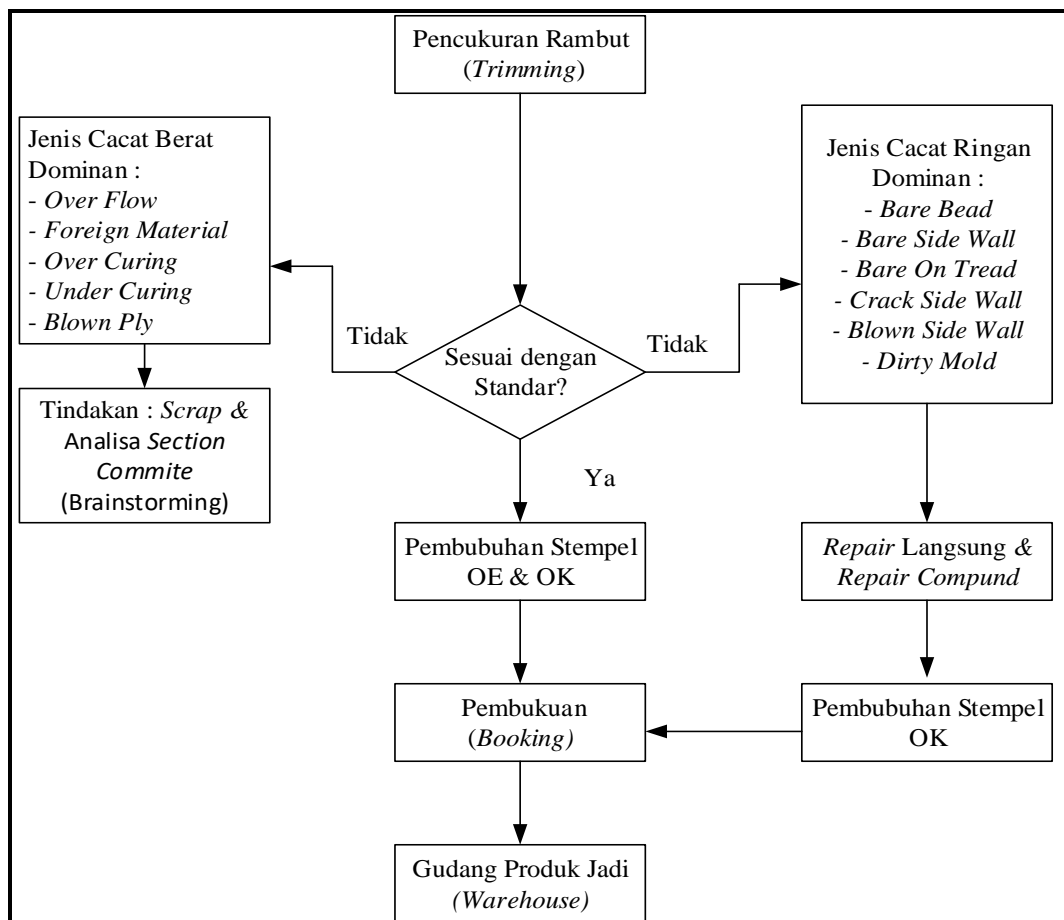 Pencukuran Rambut
(Trimming)
Jenis Cacat Berat
Dominan :
- Over Flow
- Foreign Material
- Over Curing
- Under Curing
- Blown Ply
Jenis Cacat Ringan
Dominan :
- Bare Bead
- Bare Side Wall
- Bare On Tread
- Crack Side Wall
- Blown Side Wall
- Dirty Mold
Tidak
Sesuai dengan
Standar?
Tidak
Tindakan : Scrap &
Analisa Section
Commite
(Brainstorming)
Ya
Pembubuhan Stempel
OE & OK
Repair Langsung &
Repair Compund
Pembukuan
(Booking)
Pembubuhan Stempel
OK
Gudang Produk Jadi
(Warehouse)